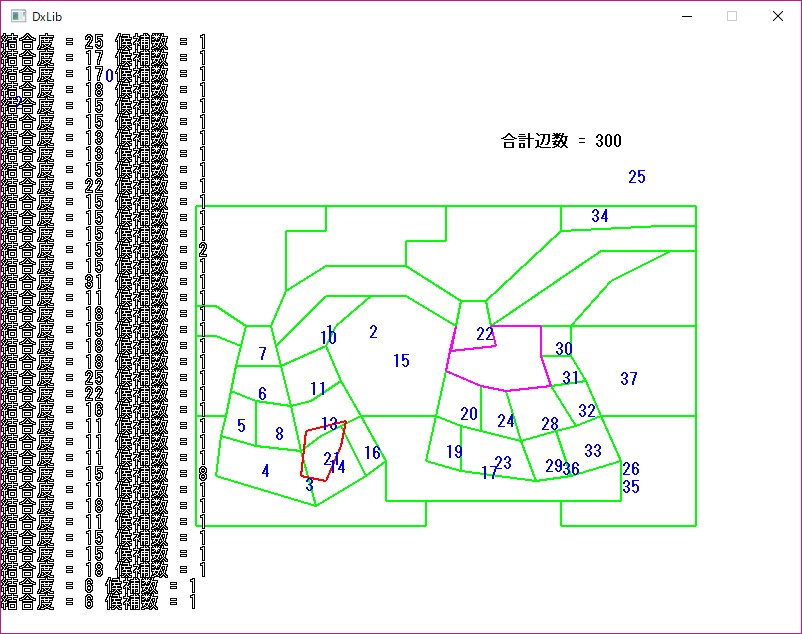 DxLib
結合度 = 25 候補数 = 1
結合度 = 17 候補数 = 1
結合度 = 17 候補数 = 1
0
結合度 = 18 候補数 = 1
結合度 = 15 候補数 = 1
2
結合度 = 15 候補数 = 1
結合度 = 13 候補数 = 1
結合度 = 13 候補数 = 1
結合度 = 15 候補数 = 1
結合度 = 22 候補数 = 1
結合度 = 15 候補数 = 1
結合度 = 15 候補数 = 1
結合度 = 15 候補数 = 1
結合度 = 15 候補数 = 2
結合度 = 15 候補数 = 1
結合度 = 31 候補数 = 1
結合度 = 11 候補数 = 1
結合度 = 18 候補数 = 1
結合度 = 15 候補数 = 1
結合度 = 18 候補数 = 1
結合度 = 18 候補数 = 1
結合度 = 25 候補数 = 1
結合度 = 22 候補数 = 1
結合度 = 16 候補数 = 1
結合度 = 11 候補数 = 1
結合度 = 11 候補数 = 1
結合度 = 11 候補数 = 1
結合度 = 15 候補数 = 8
結合度 = 11 候補数 = 1
結合度 = 18 候補数 = 1
結合度 = 11 候補数 = 1
結合度 = 15 候補数 = 1
結合度 = 15 候補数 = 1
結合度 = 18 候補数 = 1
結合度 = 6 候補数 = 1
結合度 = 6 候補数 = 1
合計辺数 = 300
25
34
1
2
22
10
7
30
15
31
37
11
6
32
20
5
13
24
28
8
16
19
33
21
23
14
4
17
29
36
26
3
35